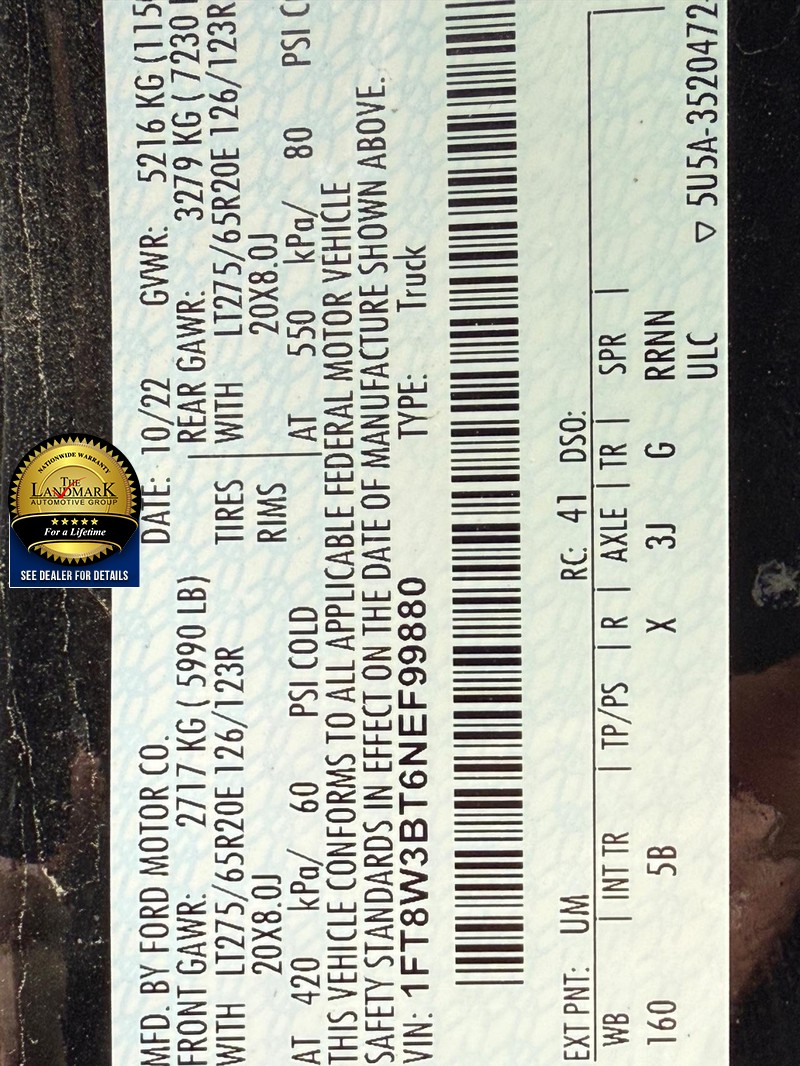 MFD. BY FORD MOTOR CO.
DATE: 10/22 GVWR: 5216 KG (115
FRONT GAWR: 2717 KG ( 5990 LB)
REAR GAWR: 3279 KG ( 7230
WITH LT275/65R20E 126/123R TIRES
WITH LT275/65R20E 126/123R
20X8.0J RIMS
20X8.0J
AT 420 kPa/ 60 PSI COLD
AT 550 kPa/ 80 PSI C
THIS VEHICLE CONFORMS TO ALL APPLICABLE FEDERAL MOTOR VEHICLE
SAFETY STANDARDS IN EFFECT ON THE DATE OF MANUFACTURE SHOWN ABOVE.
VIN: 1FT8W3BT6NEF99880 TYPE: Truck
EXT PNT: UM RC: 41 DSO:
WB | INT TR | TP/PS | R | AXLE | TR | SPR |
160 5B X 3J G RRNN
ULC ▽ 5U5A-3520472-
NATIONWIDE WARRANTY
THE
LANDMARK
AUTOMOTIVE GROUP
For a Lifetime
SEE DEALER FOR DETAILS